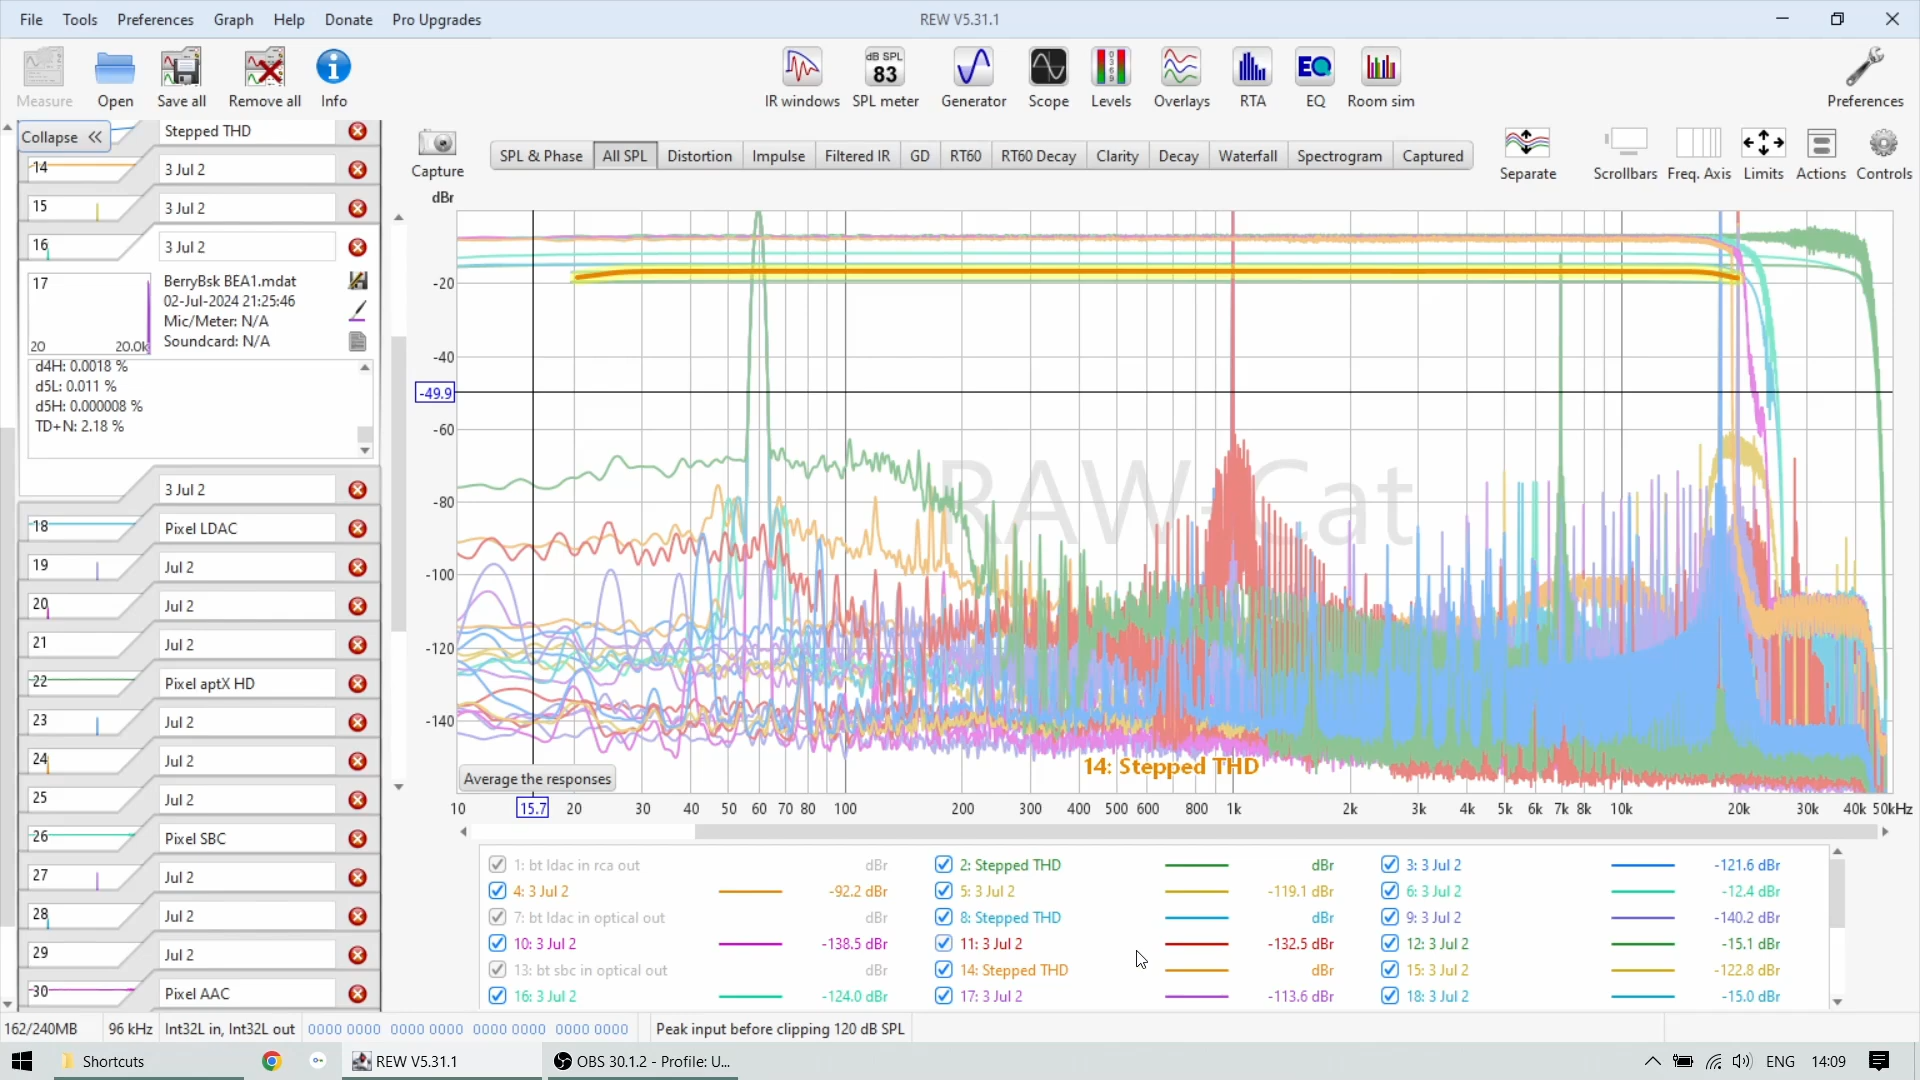 File Tools Preferences Graph Help Donate Pro Upgrades
REW V5.31.1
Measure Open Save all Remove all Info
dB SPL
83
EQ
IR windows SPL meter Generator Scope Levels Overlays RTA EQ Room sim
Preferences
Collapse
Stepped THD
14 3 Jul 2
15 3 Jul 2
16 3 Jul 2
17
20 20.0k
BerryBsk BEA1.mdat
02-Jul-2024 21:25:46
Mic/Meter: N/A
Soundcard: N/A
d4H: 0.0018 %
d5L: 0.011 %
d5H: 0.000008 %
TD+N: 2.18 %
3 Jul 2
18 Pixel LDAC
19 Jul 2
20 Jul 2
21 Jul 2
22 Pixel aptX HD
23 Jul 2
24 Jul 2
25 Jul 2
26 Pixel SBC
27 Jul 2
28 Jul 2
29 Jul 2
30 Pixel AAC
Capture
SPL & Phase All SPL Distortion Impulse Filtered IR GD RT60 RT60 Decay Clarity Decay Waterfall Spectrogram Captured
Separate Scrollbars Freq. Axis Limits Actions Controls
dBr
-20
-40
-49.9
-60
-80
-100
-120
-140
RAW-Cat
14: Stepped THD
Average the responses
10 15.7 20 30 40 50 60 70 80 100 200 300 400 500 600 800 1k 2k 3k 4k 5k 6k 7k 8k 10k 20k 30k 40k 50kHz
1: bt ldac in rca out dBr 2: Stepped THD dBr 3: 3 Jul 2 -121.6 dBr
4: 3 Jul 2 -92.2 dBr 5: 3 Jul 2 -119.1 dBr 6: 3 Jul 2 -12.4 dBr
7: bt ldac in optical out dBr 8: Stepped THD dBr 9: 3 Jul 2 -140.2 dBr
10: 3 Jul 2 -138.5 dBr 11: 3 Jul 2 -132.5 dBr 12: 3 Jul 2 -15.1 dBr
13: bt sbc in optical out dBr 14: Stepped THD dBr 15: 3 Jul 2 -122.8 dBr
16: 3 Jul 2 -124.0 dBr 17: 3 Jul 2 -113.6 dBr 18: 3 Jul 2 -15.0 dBr
162/240MB 96 kHz Int32L in, Int32L out 0000 0000 0000 0000 0000 0000 0000 0000 Peak input before clipping 120 dB SPL
Shortcuts REW V5.31.1 OBS 30.1.2 - Profile: U... ENG 14:09